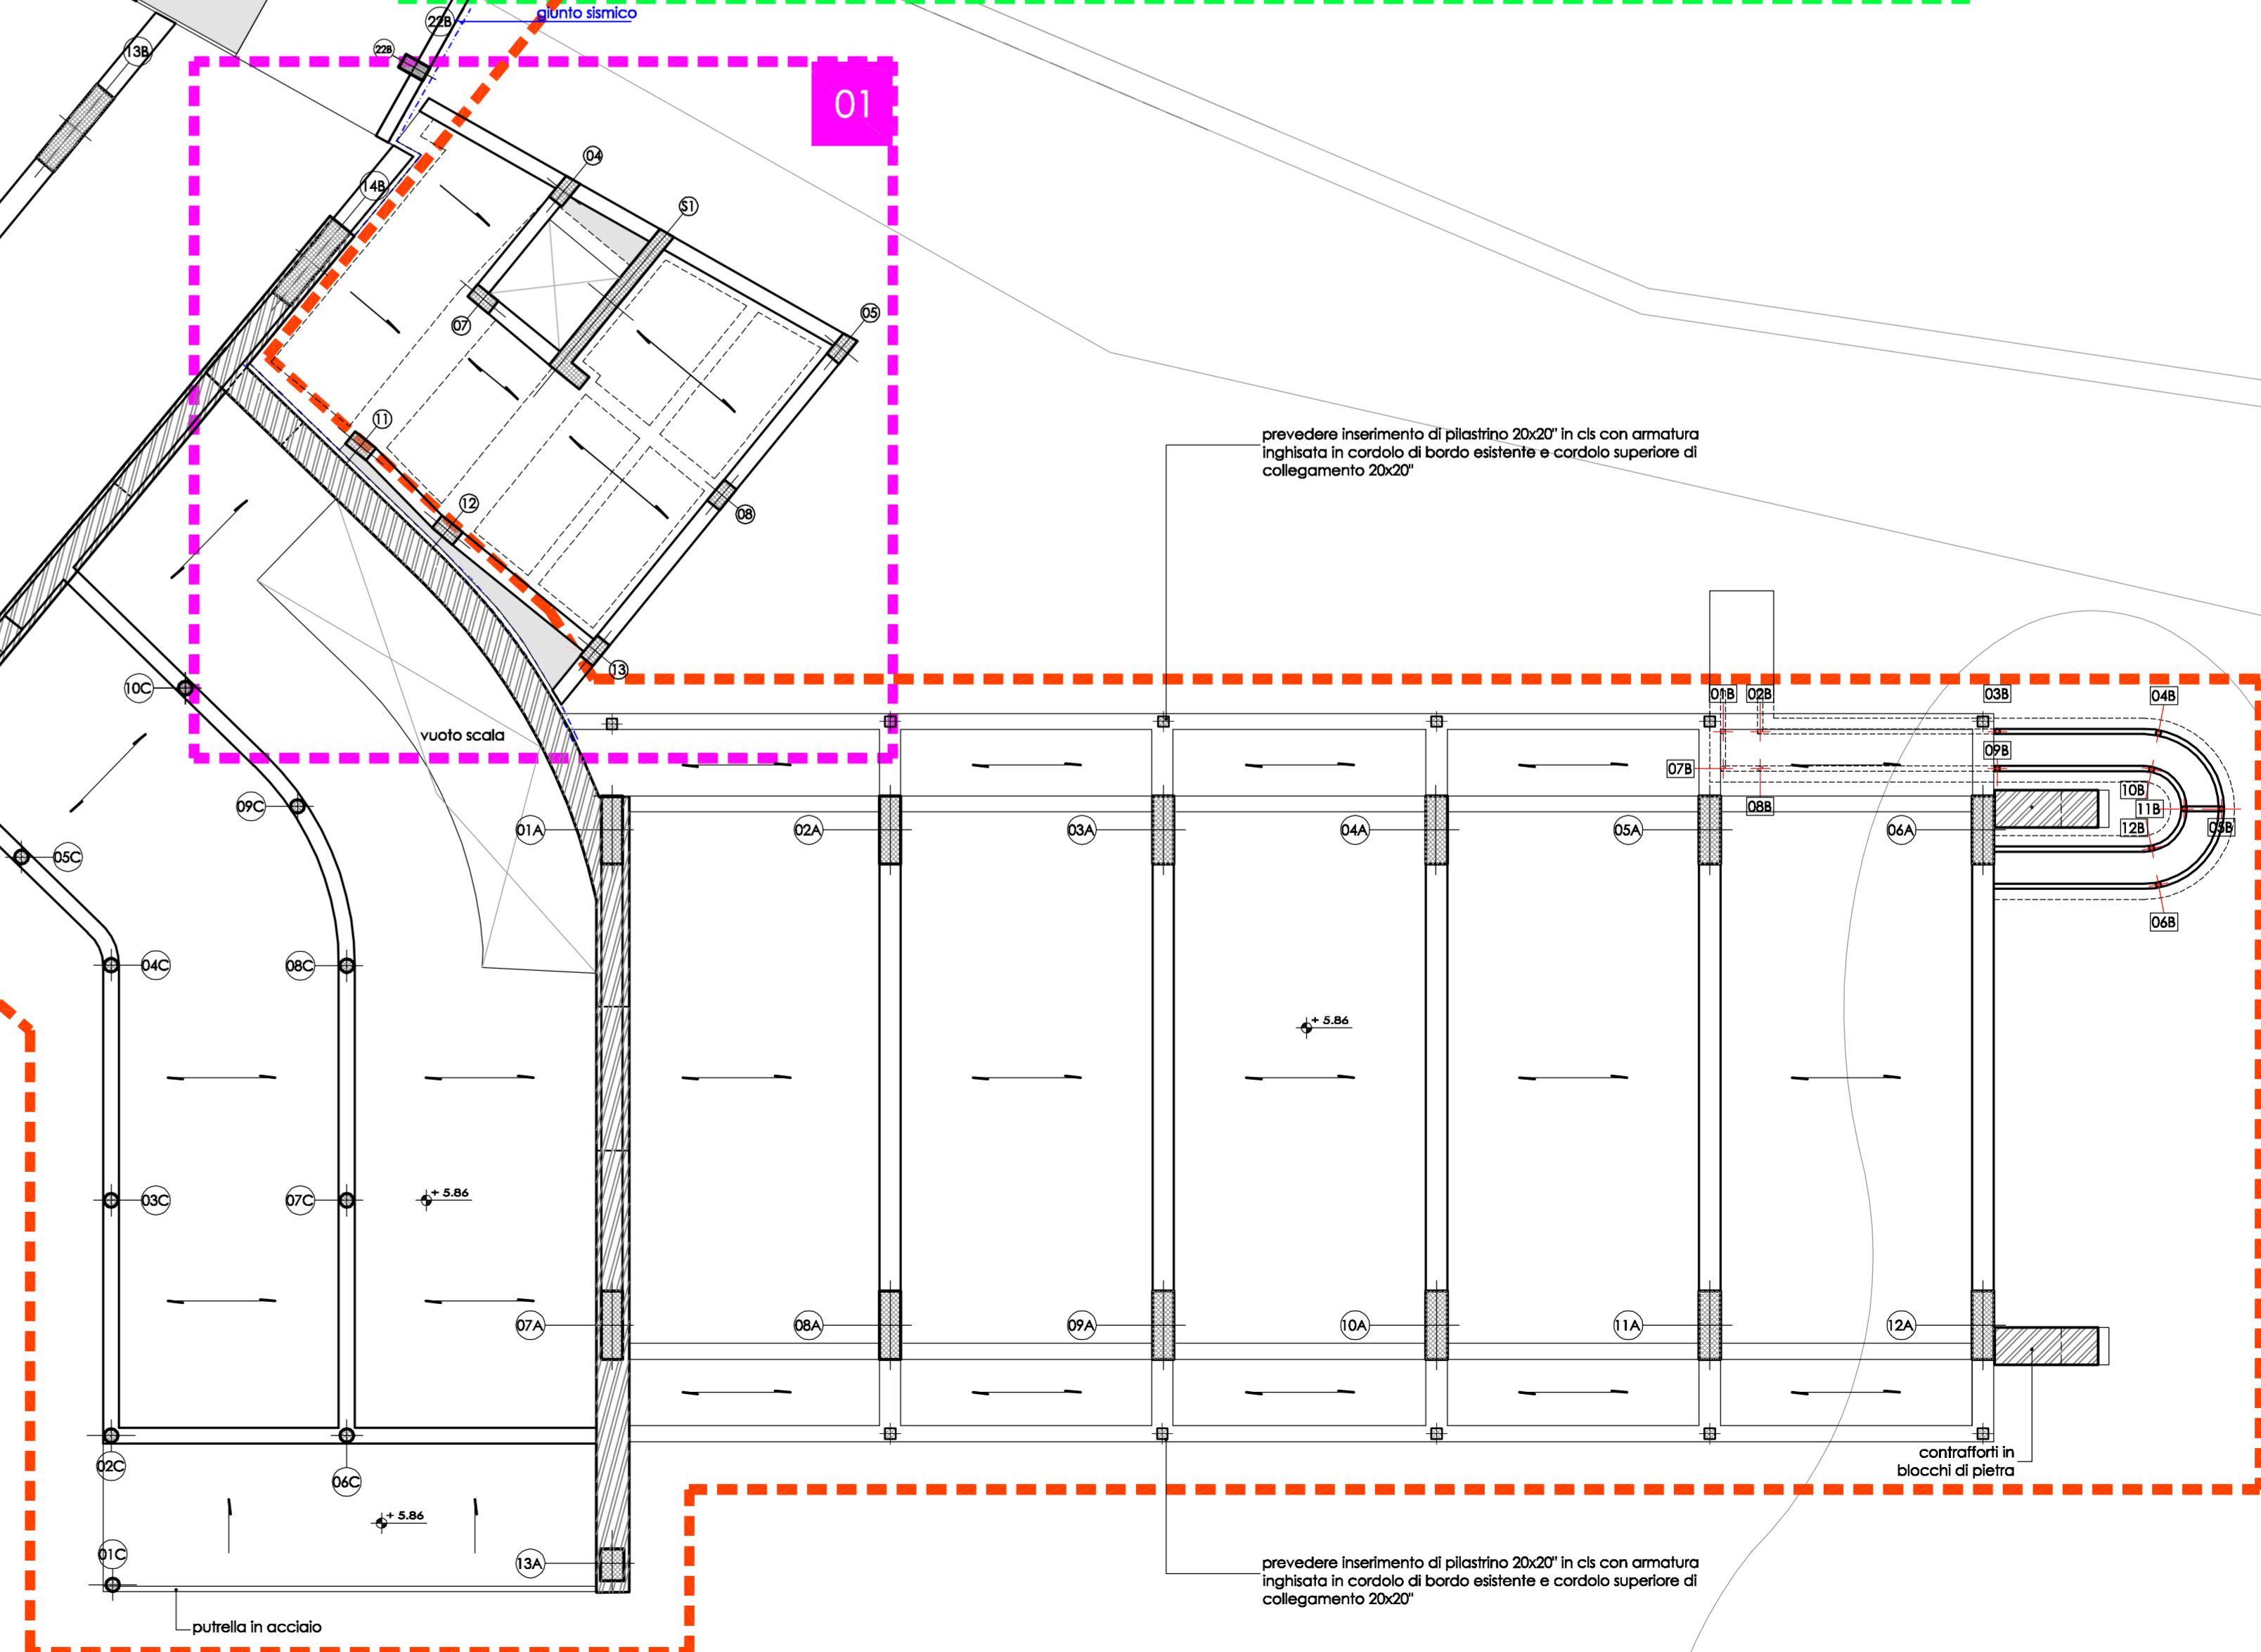 giunto sismico
22B
13B
22B
01
04
14B
S1
07
05
11
prevedere inserimento di pilastrino 20x20" in cls con armatura
inghisata in cordolo di bordo esistente e cordolo superiore di
collegamento 20x20"
12
08
13
10C
01B
02B
03B
04B
vuoto scala
09B
07B
10B
09C
08B
11B
01A
02A
03A
04A
05A
06A
12B
05B
05C
06B
04C
08C
+ 5.86
03C
07C
+ 5.86
07A
08A
09A
10A
11A
12A
contrafforti in
blocchi di pietra
02C
06C
+ 5.86
01C
13A
prevedere inserimento di pilastrino 20x20" in cls con armatura
inghisata in cordolo di bordo esistente e cordolo superiore di
collegamento 20x20"
putrella in acciaio